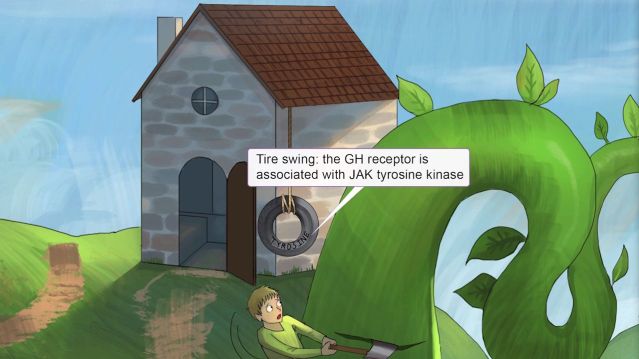 Tire swing: the GH receptor is
associated with JAK tyrosine kinase
TYROSINE